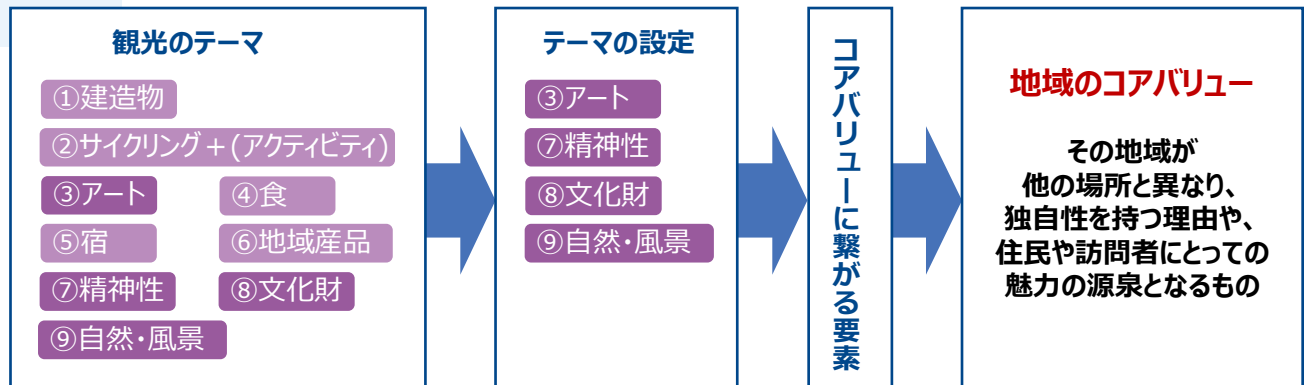 観光のテーマ
①建造物
②サイクリング+(アクティビティ)
③アート
④食
⑤宿
⑥地域産品
⑦精神性
⑧文化財
⑨自然・風景
テーマの設定
③アート
⑦精神性
⑧文化財
⑨自然・風景
コアバリューに繋がる要素
地域のコアバリュー
その地域が
他の場所と異なり、
独自性を持つ理由や、
住民や訪問者にとっての
魅力の源泉となるもの